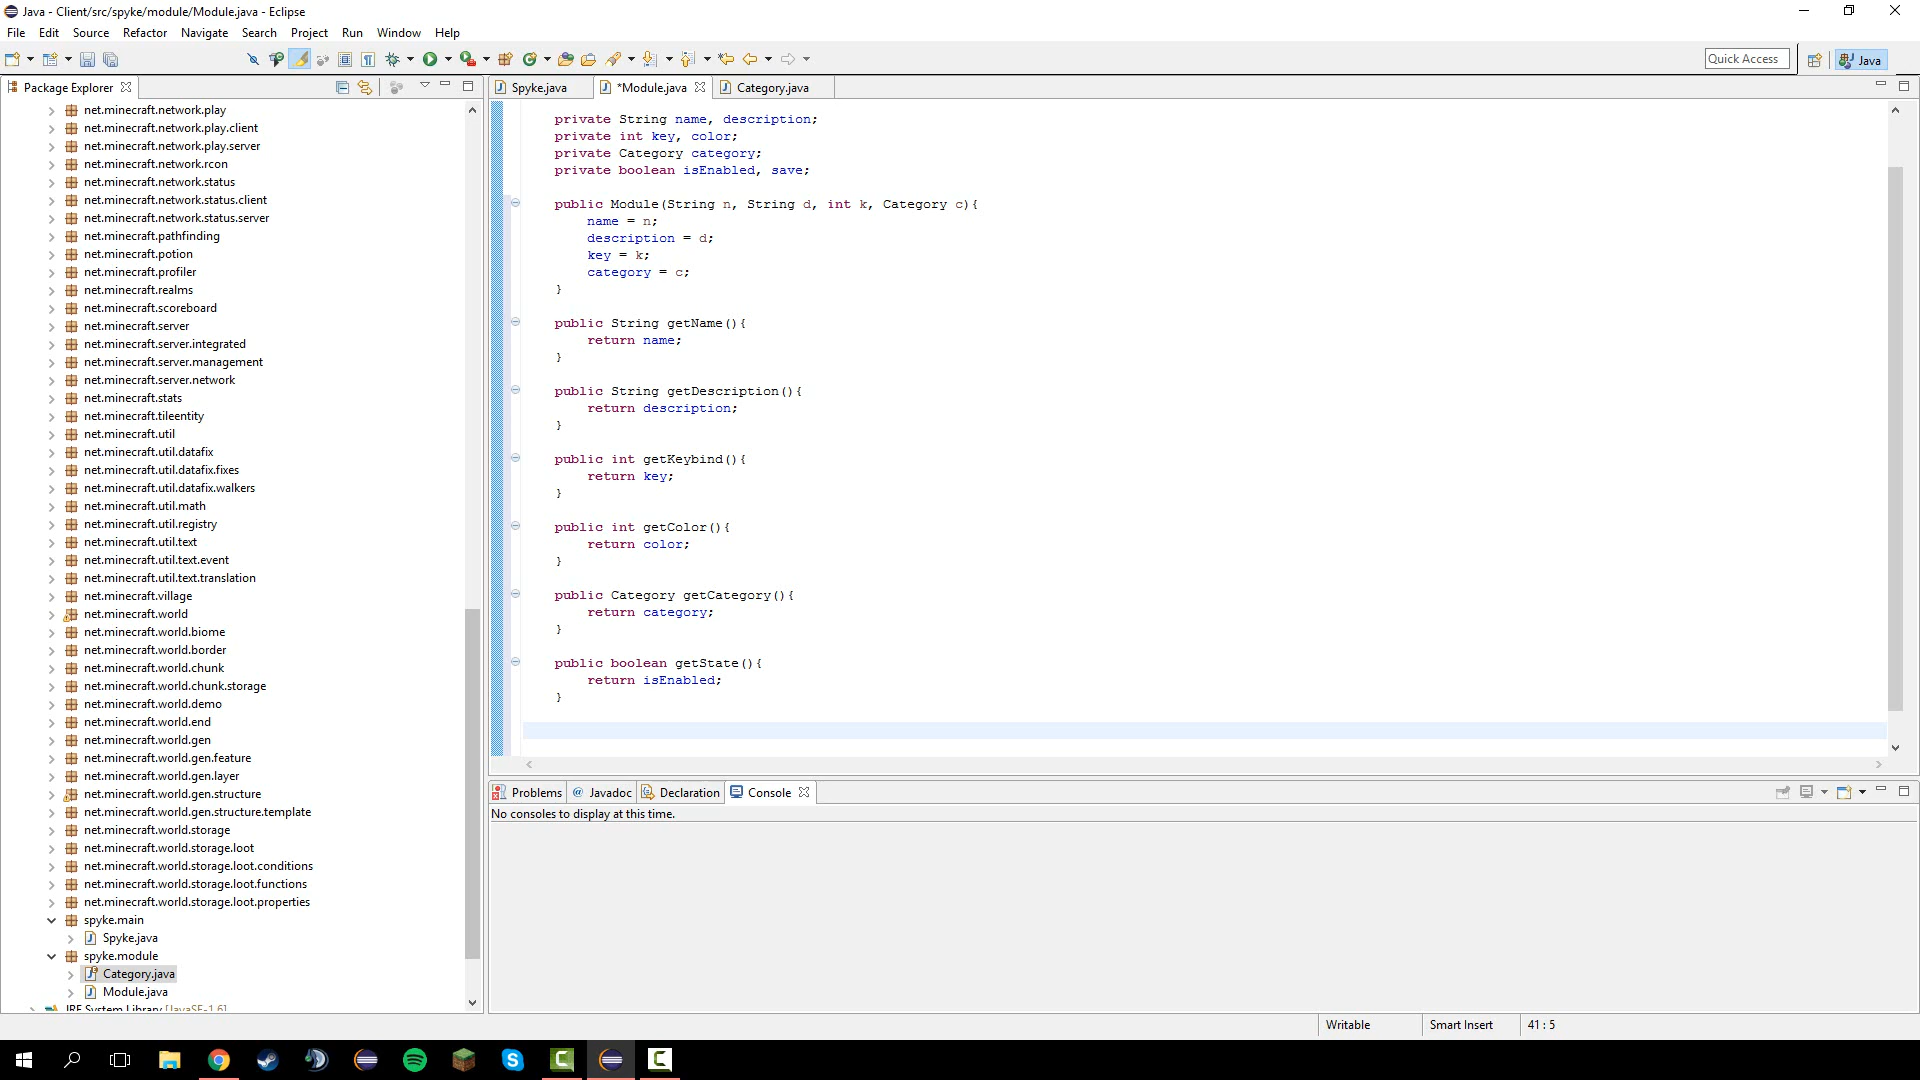 Java - Client/src/spyke/module/Module.java - Eclipse
File Edit Source Refactor Navigate Search Project Run Window Help
Quick Access
Java
Package Explorer
net.minecraft.network.play
net.minecraft.network.play.client
net.minecraft.network.play.server
net.minecraft.network.rcon
net.minecraft.network.status
net.minecraft.network.status.client
net.minecraft.network.status.server
net.minecraft.pathfinding
net.minecraft.potion
net.minecraft.profiler
net.minecraft.realms
net.minecraft.scoreboard
net.minecraft.server
net.minecraft.server.integrated
net.minecraft.server.management
net.minecraft.server.network
net.minecraft.stats
net.minecraft.tileentity
net.minecraft.util
net.minecraft.util.datafix
net.minecraft.util.datafix.fixes
net.minecraft.util.datafix.walkers
net.minecraft.util.math
net.minecraft.util.registry
net.minecraft.util.text
net.minecraft.util.text.event
net.minecraft.util.text.translation
net.minecraft.village
net.minecraft.world
net.minecraft.world.biome
net.minecraft.world.border
net.minecraft.world.chunk
net.minecraft.world.chunk.storage
net.minecraft.world.demo
net.minecraft.world.end
net.minecraft.world.gen
net.minecraft.world.gen.feature
net.minecraft.world.gen.layer
net.minecraft.world.gen.structure
net.minecraft.world.gen.structure.template
net.minecraft.world.storage
net.minecraft.world.storage.loot
net.minecraft.world.storage.loot.conditions
net.minecraft.world.storage.loot.functions
net.minecraft.world.storage.loot.properties
spyke.main
Spyke.java
spyke.module
Category.java
Module.java
JRE System Library [JavaSE-1.6]
Spyke.java *Module.java Category.java
private String name, description;
private int key, color;
private Category category;
private boolean isEnabled, save;
public Module(String n, String d, int k, Category c){
name = n;
description = d;
key = k;
category = c;
}
public String getName(){
return name;
}
public String getDescription(){
return description;
}
public int getKeybind(){
return key;
}
public int getColor(){
return color;
}
public Category getCategory(){
return category;
}
public boolean getState(){
return isEnabled;
}
Problems Javadoc Declaration Console
No consoles to display at this time.
Writable Smart Insert 41 : 5